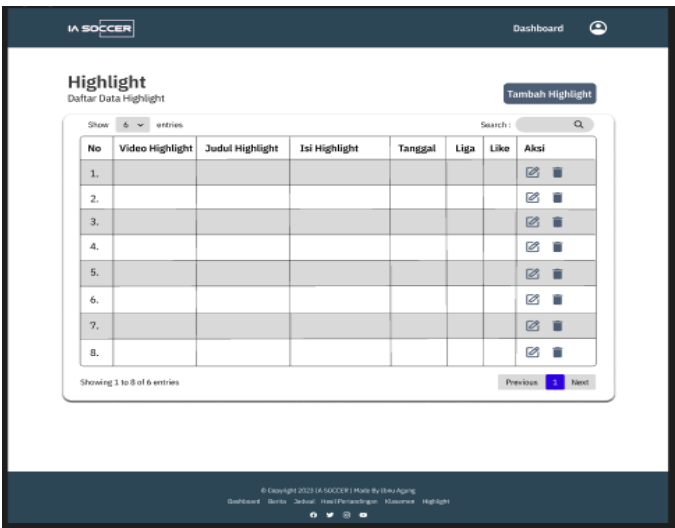 IA SOCCER Dashboard
Highlight
Daftar Data Highlight
Tambah Highlight
Show 6 entries Search :
No Video Highlight Judul Highlight Isi Highlight Tanggal Liga Like Aksi
1.
2.
3.
4.
5.
6.
7.
8.
Showing 1 to 8 of 6 entries
Previous 1 Next
© Copyright 2023 IA SOCCER | Made By Ibnu Agung
Dashboard Berita Jadwal Hasil Pertandingan Klasemen Highlight